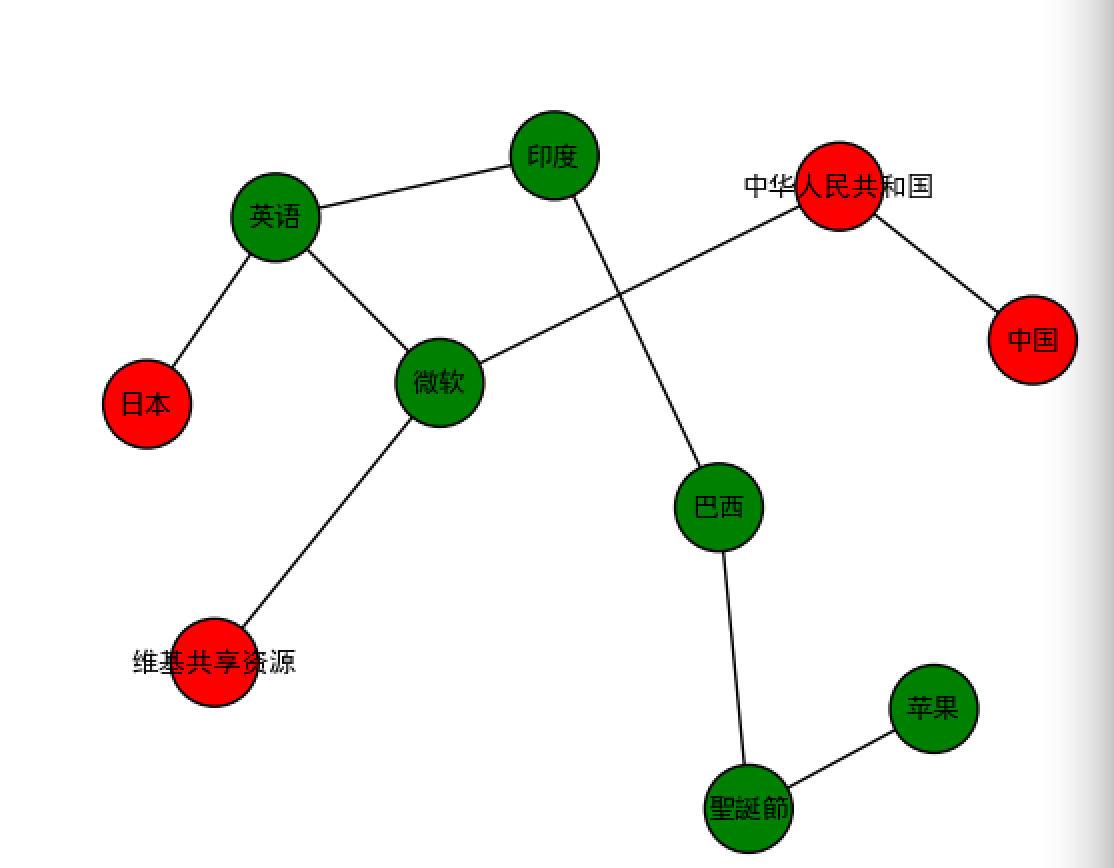 印度
中华人民共和国
英语
中国
微软
日本
巴西
维基共享资源
苹果
聖誕節